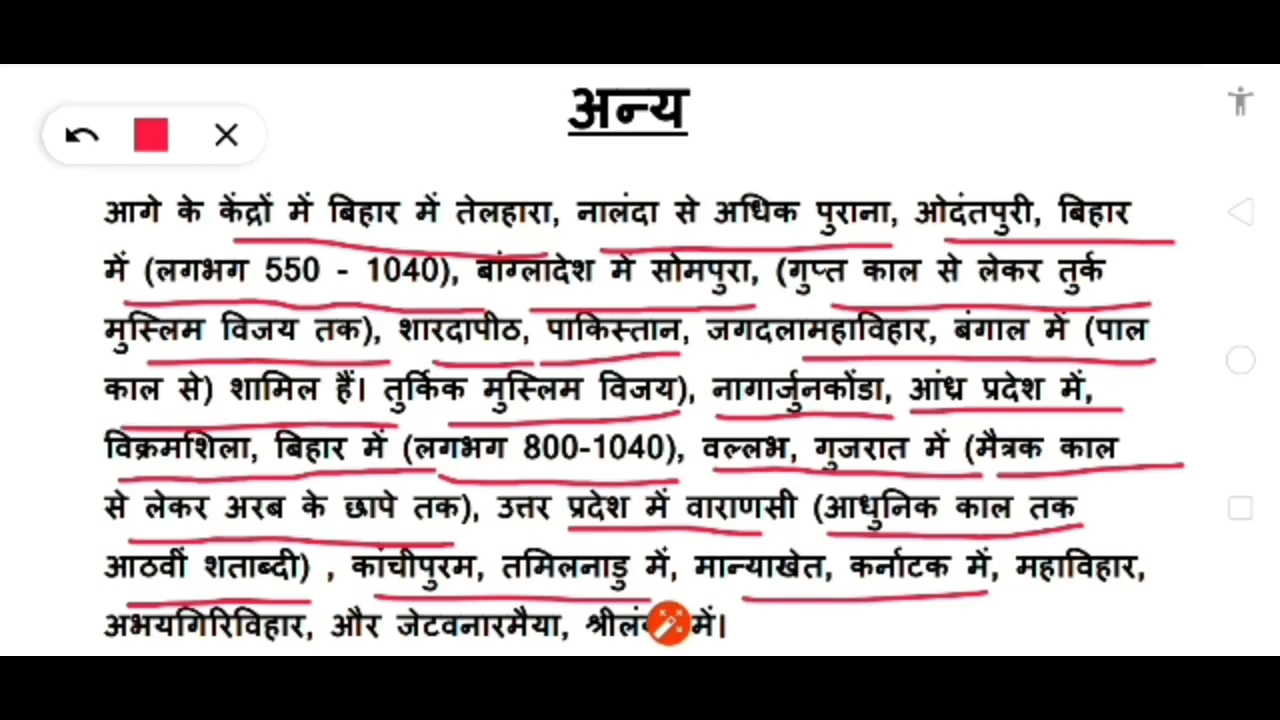 अन्य
आगे के केंद्रों में बिहार में तेलहारा, नालंदा से अधिक पुराना, ओदंतपुरी, बिहार
में (लगभग 550 - 1040), बांग्लादेश में सोमपुरा, (गुप्त काल से लेकर तुर्क
मुस्लिम विजय तक), शारदापीठ, पाकिस्तान, जगदलामहाविहार, बंगाल में (पाल
काल से) शामिल हैं। तुर्किक मुस्लिम विजय), नागार्जुनकोंडा, आंध्र प्रदेश में,
विक्रमशिला, बिहार में (लगभग 800-1040), वल्लभ, गुजरात में (मैत्रक काल
से लेकर अरब के छापे तक), उत्तर प्रदेश में वाराणसी (आधुनिक काल तक
आठवीं शताब्दी) , कांचीपुरम, तमिलनाडु में, मान्याखेत, कर्नाटक में, महाविहार,
अभयगिरिविहार, और जेटवनारमैया, में।